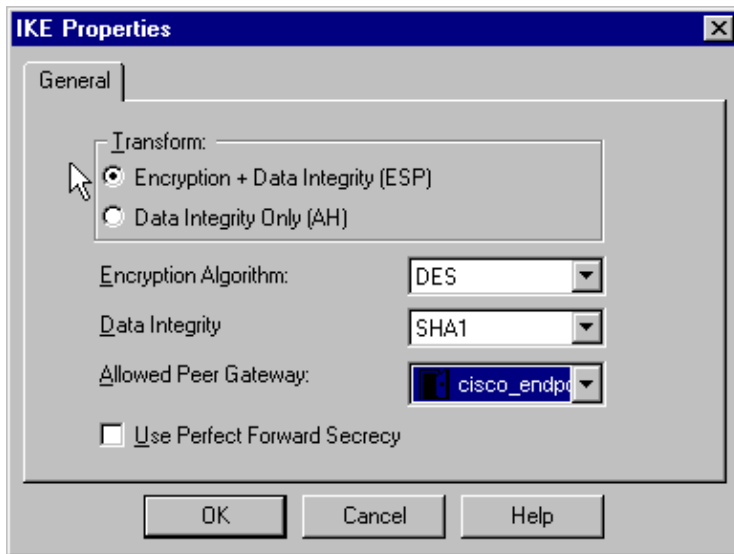 IKE Properties
General
Transform:
Encryption + Data Integrity (ESP)
Data Integrity Only (AH)
Encryption Algorithm: DES
Data Integrity SHA1
Allowed Peer Gateway: cisco_endpo
Use Perfect Forward Secrecy
OK Cancel Help